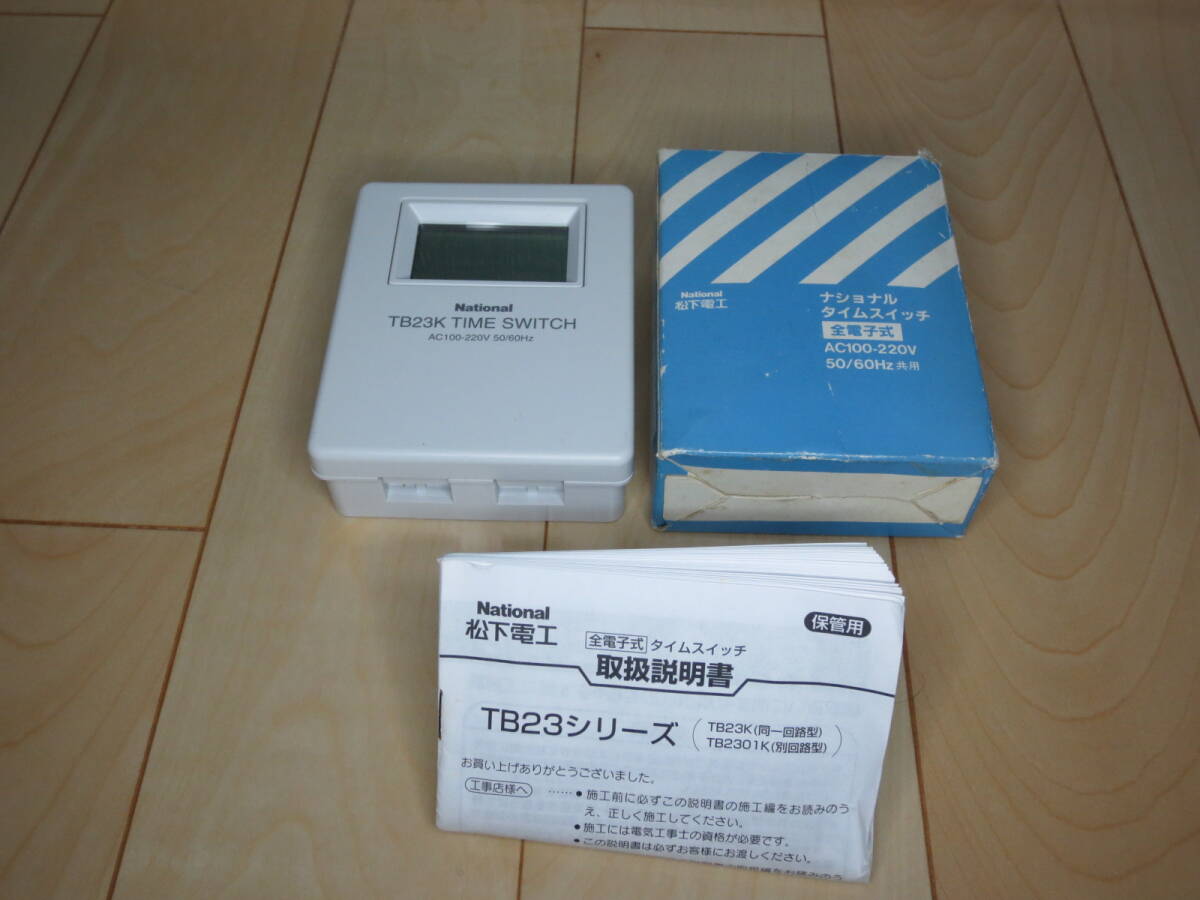 National
TB23K TIME SWITCH
AC100-220V 50/60Hz
National
松下電工
ナショナル
タイムスイッチ
全電子式
AC100-220V
50/60Hz共用
National
松下電工
保管用
全電子式 タイムスイッチ
取扱説明書
TB23シリーズ
TB23K(同一回路型)
TB2301K(別回路型)
お買い上げありがとうございました。
工事店様へ ……● 施工前に必ずこの説明書の施工編をお読みのう
え、正しく施工してください。
● 施工には電気工事士の資格が必要です。
● この説明書は必ずお客様にお渡しください。